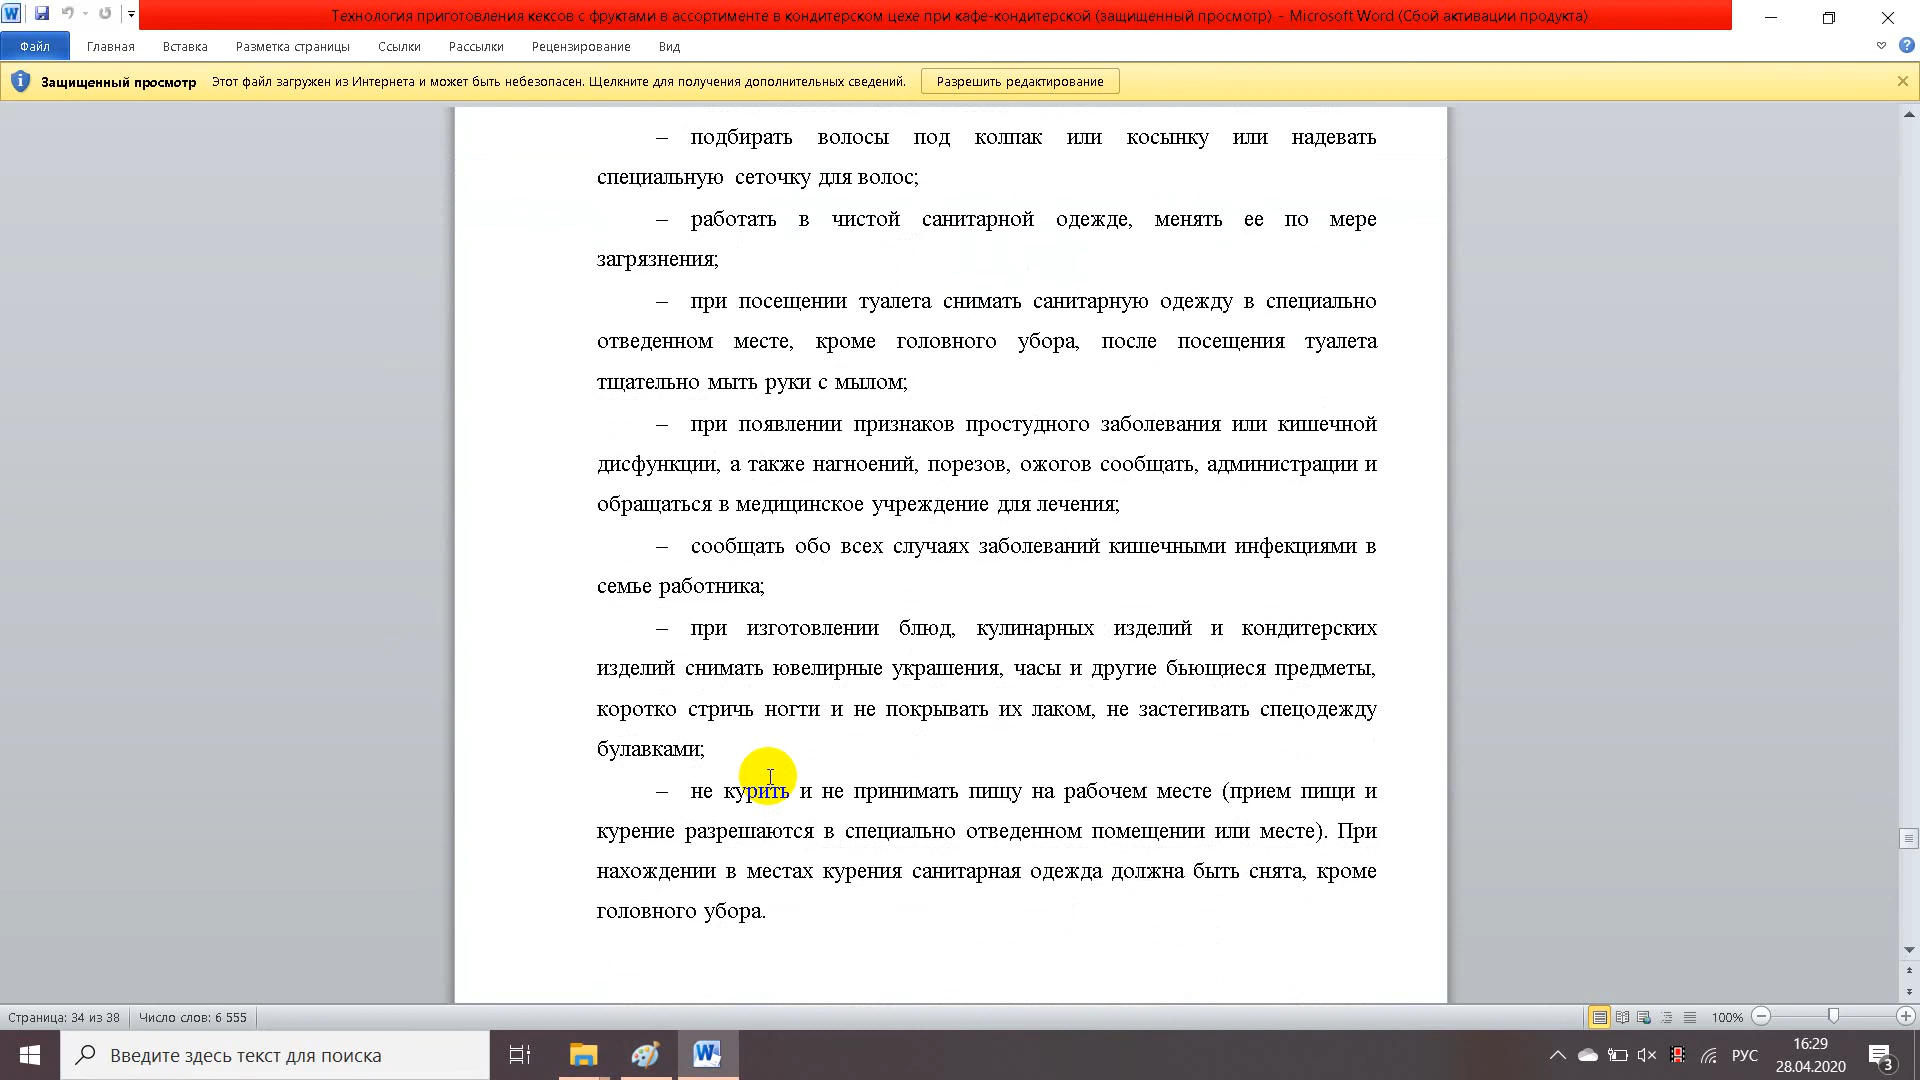 Технология приготовления кексов с фруктами в ассортименте в кондитерском цехе при кафе-кондитерской (защищенный просмотр) - Microsoft Word (Сбой активации продукта)
Файл Главная Вставка Разметка страницы Ссылки Рассылки Рецензирование Вид
Защищенный просмотр Этот файл загружен из Интернета и может быть небезопасен. Щелкните для получения дополнительных сведений. Разрешить редактирование
– подбирать волосы под колпак или косынку или надевать
специальную сеточку для волос;
– работать в чистой санитарной одежде, менять ее по мере
загрязнения;
– при посещении туалета снимать санитарную одежду в специально
отведенном месте, кроме головного убора, после посещения туалета
тщательно мыть руки с мылом;
– при появлении признаков простудного заболевания или кишечной
дисфункции, а также нагноений, порезов, ожогов сообщать, администрации и
обращаться в медицинское учреждение для лечения;
– сообщать обо всех случаях заболеваний кишечными инфекциями в
семье работника;
– при изготовлении блюд, кулинарных изделий и кондитерских
изделий снимать ювелирные украшения, часы и другие бьющиеся предметы,
коротко стричь ногти и не покрывать их лаком, не застегивать спецодежду
булавками;
– не курить и не принимать пищу на рабочем месте (прием пищи и
курение разрешаются в специально отведенном помещении или месте). При
нахождении в местах курения санитарная одежда должна быть снята, кроме
головного убора.
Страница: 34 из 38 Число слов: 6 555 100%
Введите здесь текст для поиска РУС 16:29
28.04.2020 3